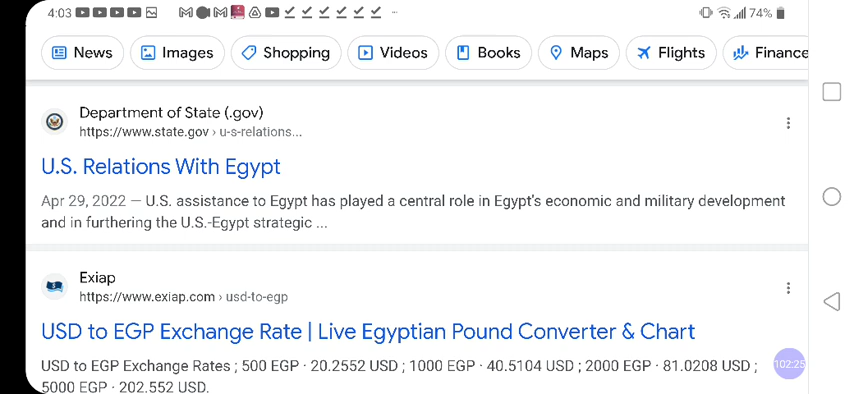 4:03 74%
News Images Shopping Videos Books Maps Flights Finance
Department of State (.gov)
https://www.state.gov › u-s-relations...
U.S. Relations With Egypt
Apr 29, 2022 — U.S. assistance to Egypt has played a central role in Egypt's economic and military development
and in furthering the U.S.-Egypt strategic ...
Exiap
https://www.exiap.com › usd-to-egp
USD to EGP Exchange Rate | Live Egyptian Pound Converter & Chart
USD to EGP Exchange Rates ; 500 EGP · 20.2552 USD ; 1000 EGP · 40.5104 USD ; 2000 EGP · 81.0208 USD ;
102:25
5000 EGP · 202.552 USD.